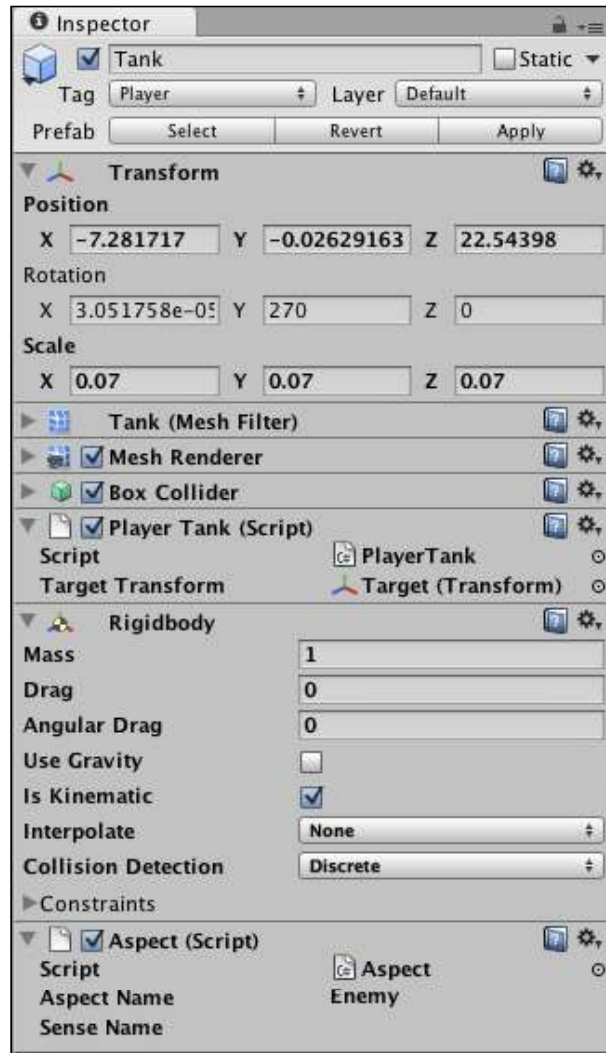 Inspector
Tank Static
Tag Player Layer Default
Prefab Select Revert Apply
Transform
Position
X -7.281717 Y -0.02629163 Z 22.54398
Rotation
X 3.051758e-05 Y 270 Z 0
Scale
X 0.07 Y 0.07 Z 0.07
Tank (Mesh Filter)
Mesh Renderer
Box Collider
Player Tank (Script)
Script C# PlayerTank
Target Transform Target (Transform)
Rigidbody
Mass 1
Drag 0
Angular Drag 0
Use Gravity
Is Kinematic
Interpolate None
Collision Detection Discrete
Constraints
Aspect (Script)
Script C# Aspect
Aspect Name Enemy
Sense Name